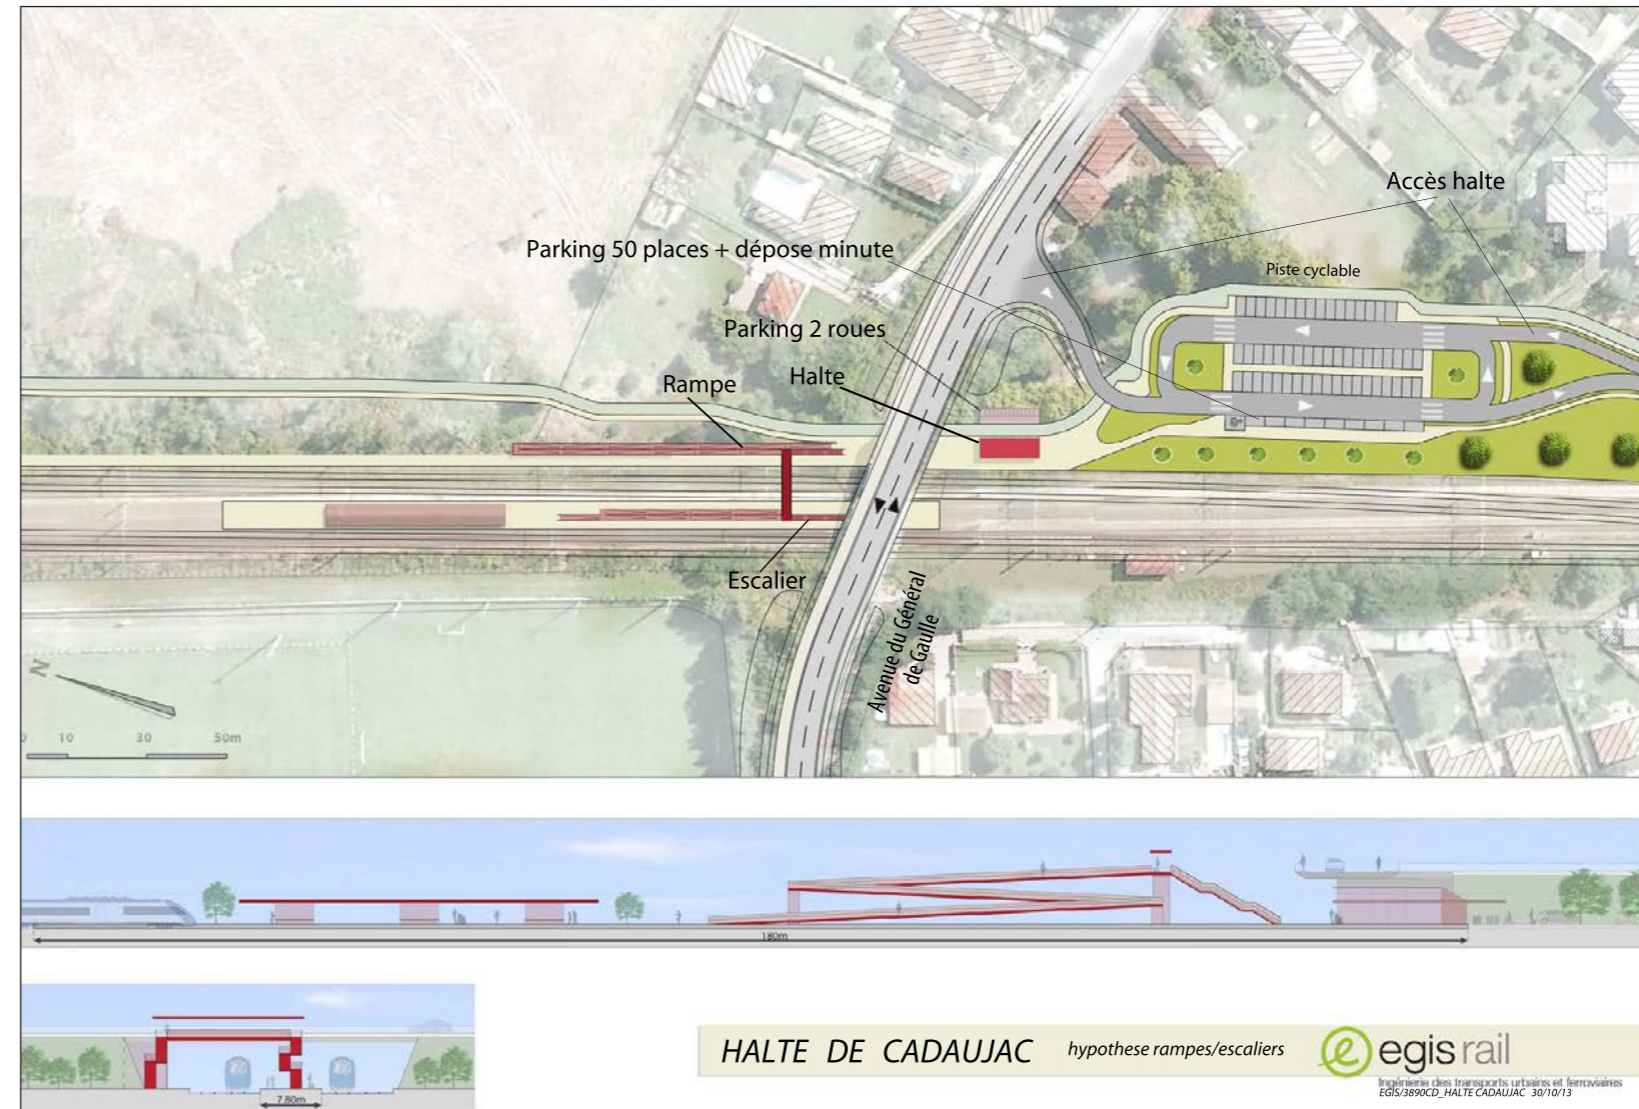 Accès halte
Parking 50 places + dépose minute
Piste cyclable
Parking 2 roues
Halte
Rampe
Escalier
Avenue du Général
de Gaulle
N
0 10 30 50m
180m
7.80m
HALTE DE CADAUJAC hypothese rampes/escaliers
egis rail
Ingénierie des transports urbains et ferroviaires
EGIS/3890CD_HALTE CADAUJAC 30/10/13